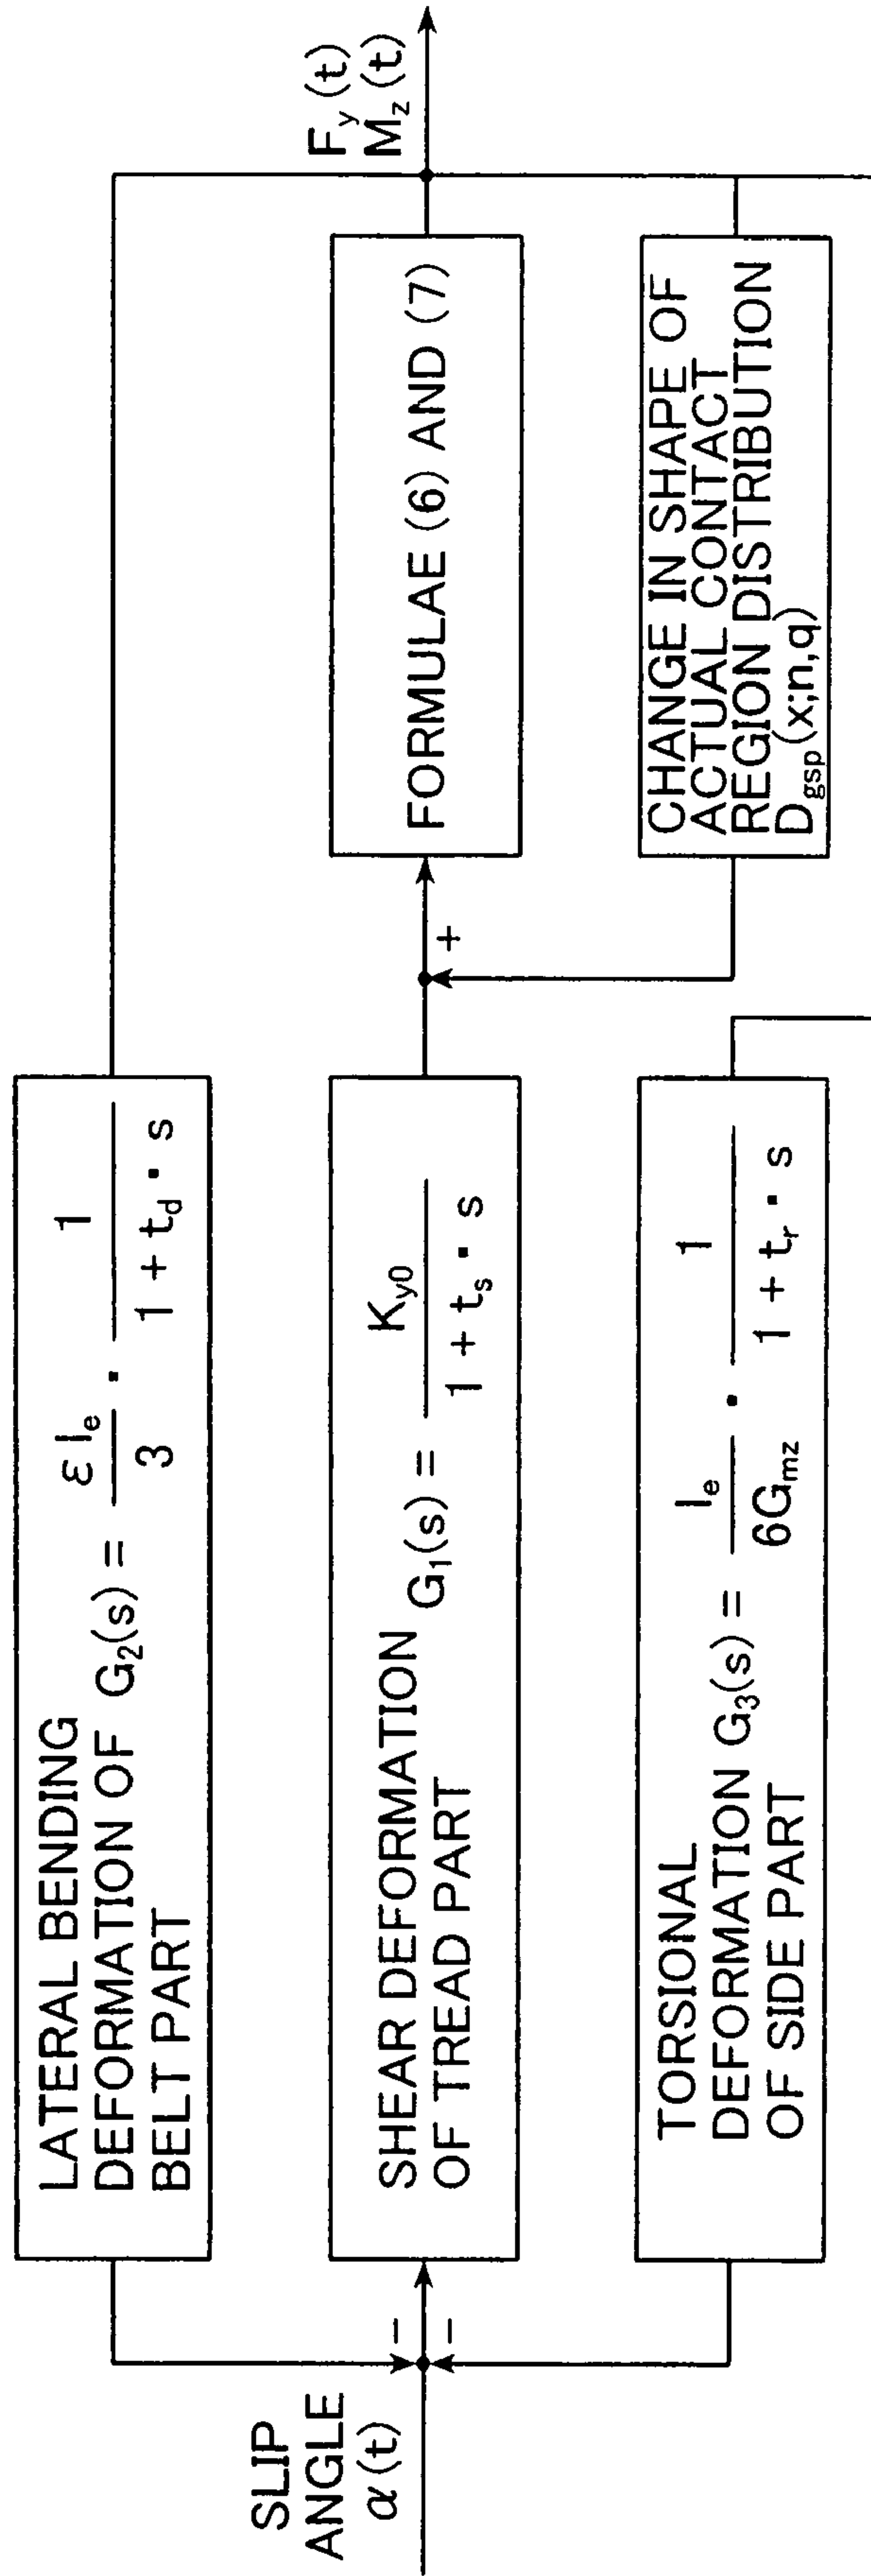 SLIP
ANGLE
α(t)
LATERAL BENDING
DEFORMATION OF G₂(s) = εlₑ/3 · 1/(1 + t_d · s)
BELT PART
SHEAR DEFORMATION G₁(s) = K_y0/(1 + t_s · s)
OF TREAD PART
TORSIONAL
DEFORMATION G₃(s) = lₑ/6G_mz · 1/(1 + t_r · s)
OF SIDE PART
−
−
+
FORMULAE (6) AND (7)
CHANGE IN SHAPE OF
ACTUAL CONTACT
REGION DISTRIBUTION
D_gsp(x;n,q)
F_y(t)
M_z(t)